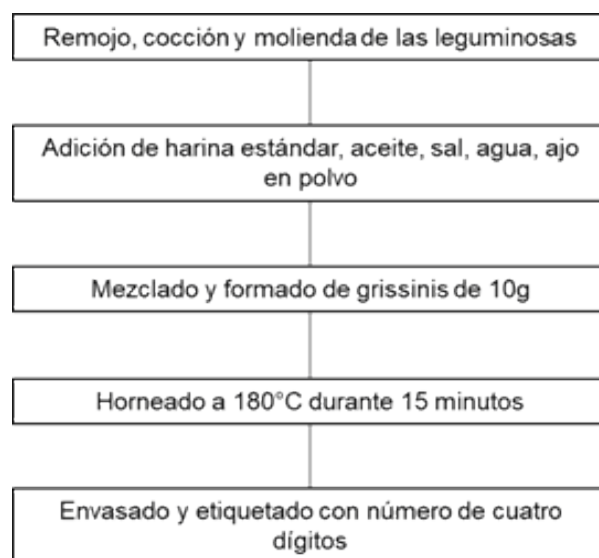 Remojo, cocción y molienda de las leguminosas
Adición de harina estándar, aceite, sal, agua, ajo
en polvo
Mezclado y formado de grissinis de 10g
Horneado a 180°C durante 15 minutos
Envasado y etiquetado con número de cuatro
dígitos